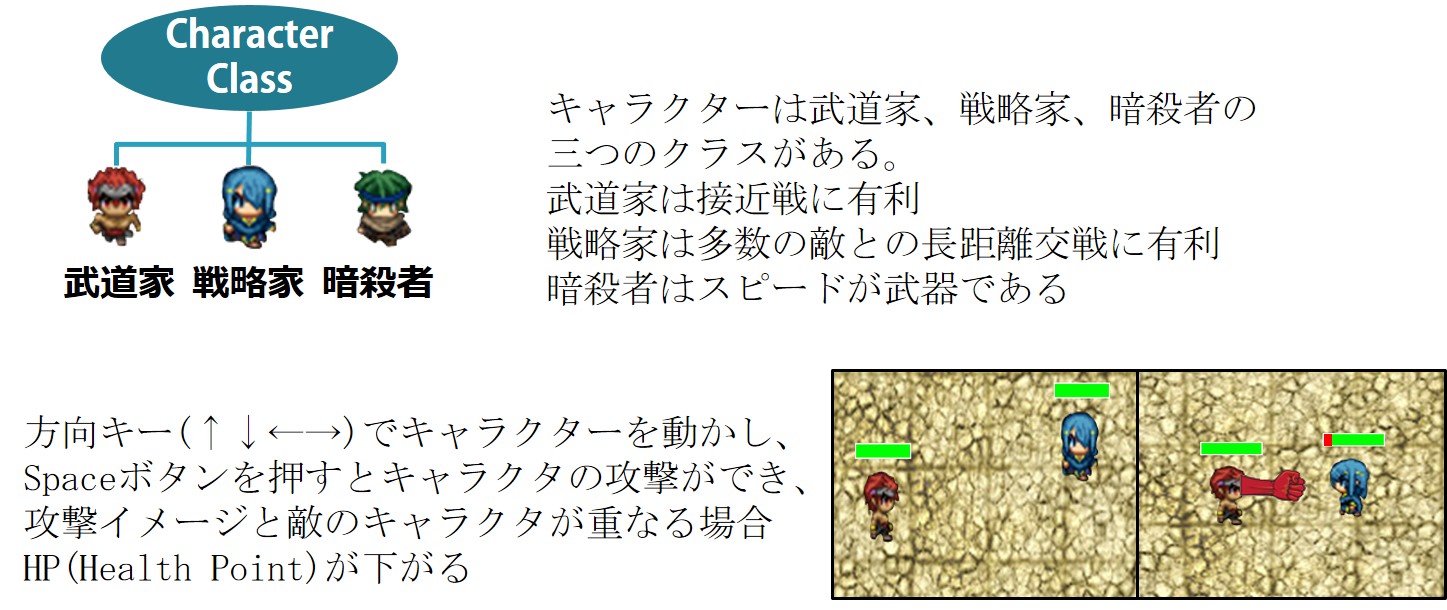 Character
Class
武道家 戦略家 暗殺者
キャラクターは武道家、戦略家、暗殺者の
三つのクラスがある。
武道家は接近戦に有利
戦略家は多数の敵との長距離交戦に有利
暗殺者はスピードが武器である
方向キー(↑↓←→)でキャラクターを動かし、
Spaceボタンを押すとキャラクタの攻撃ができ、
攻撃イメージと敵のキャラクタが重なる場合
HP(Health Point)が下がる